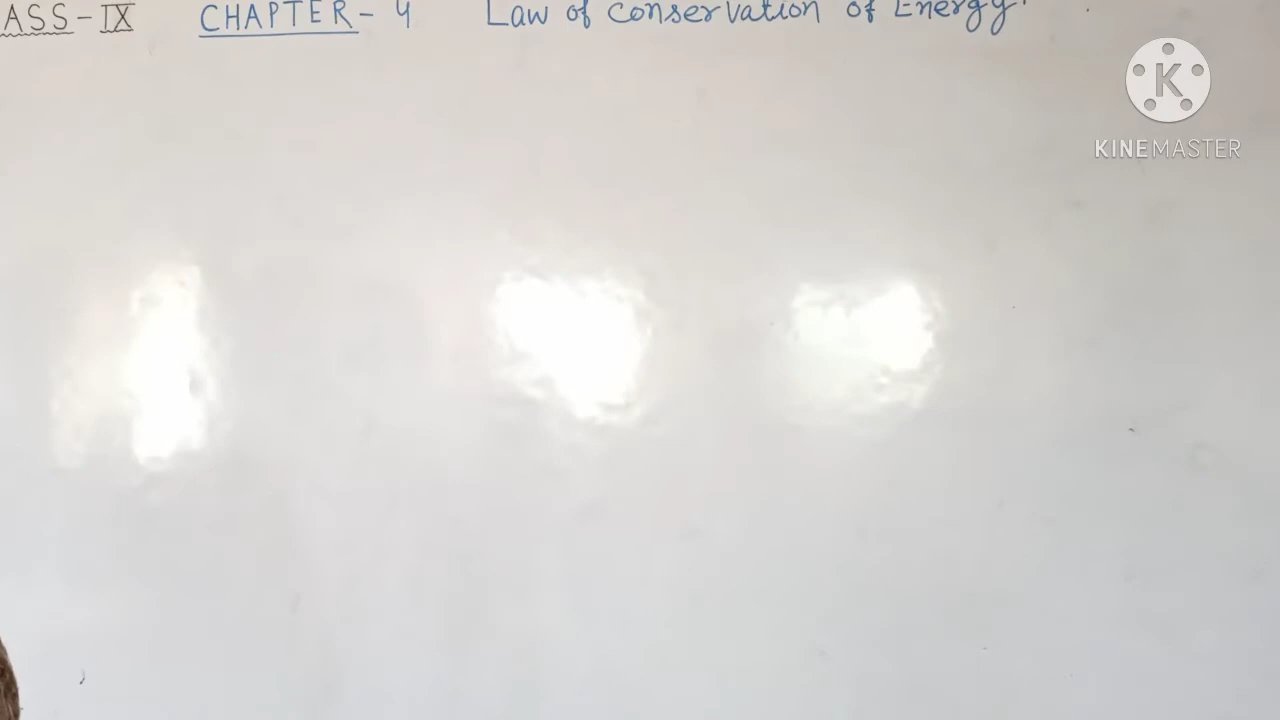 ASS - IX CHAPTER - 4 Law of Conservation of Energy
K
KINEMASTER